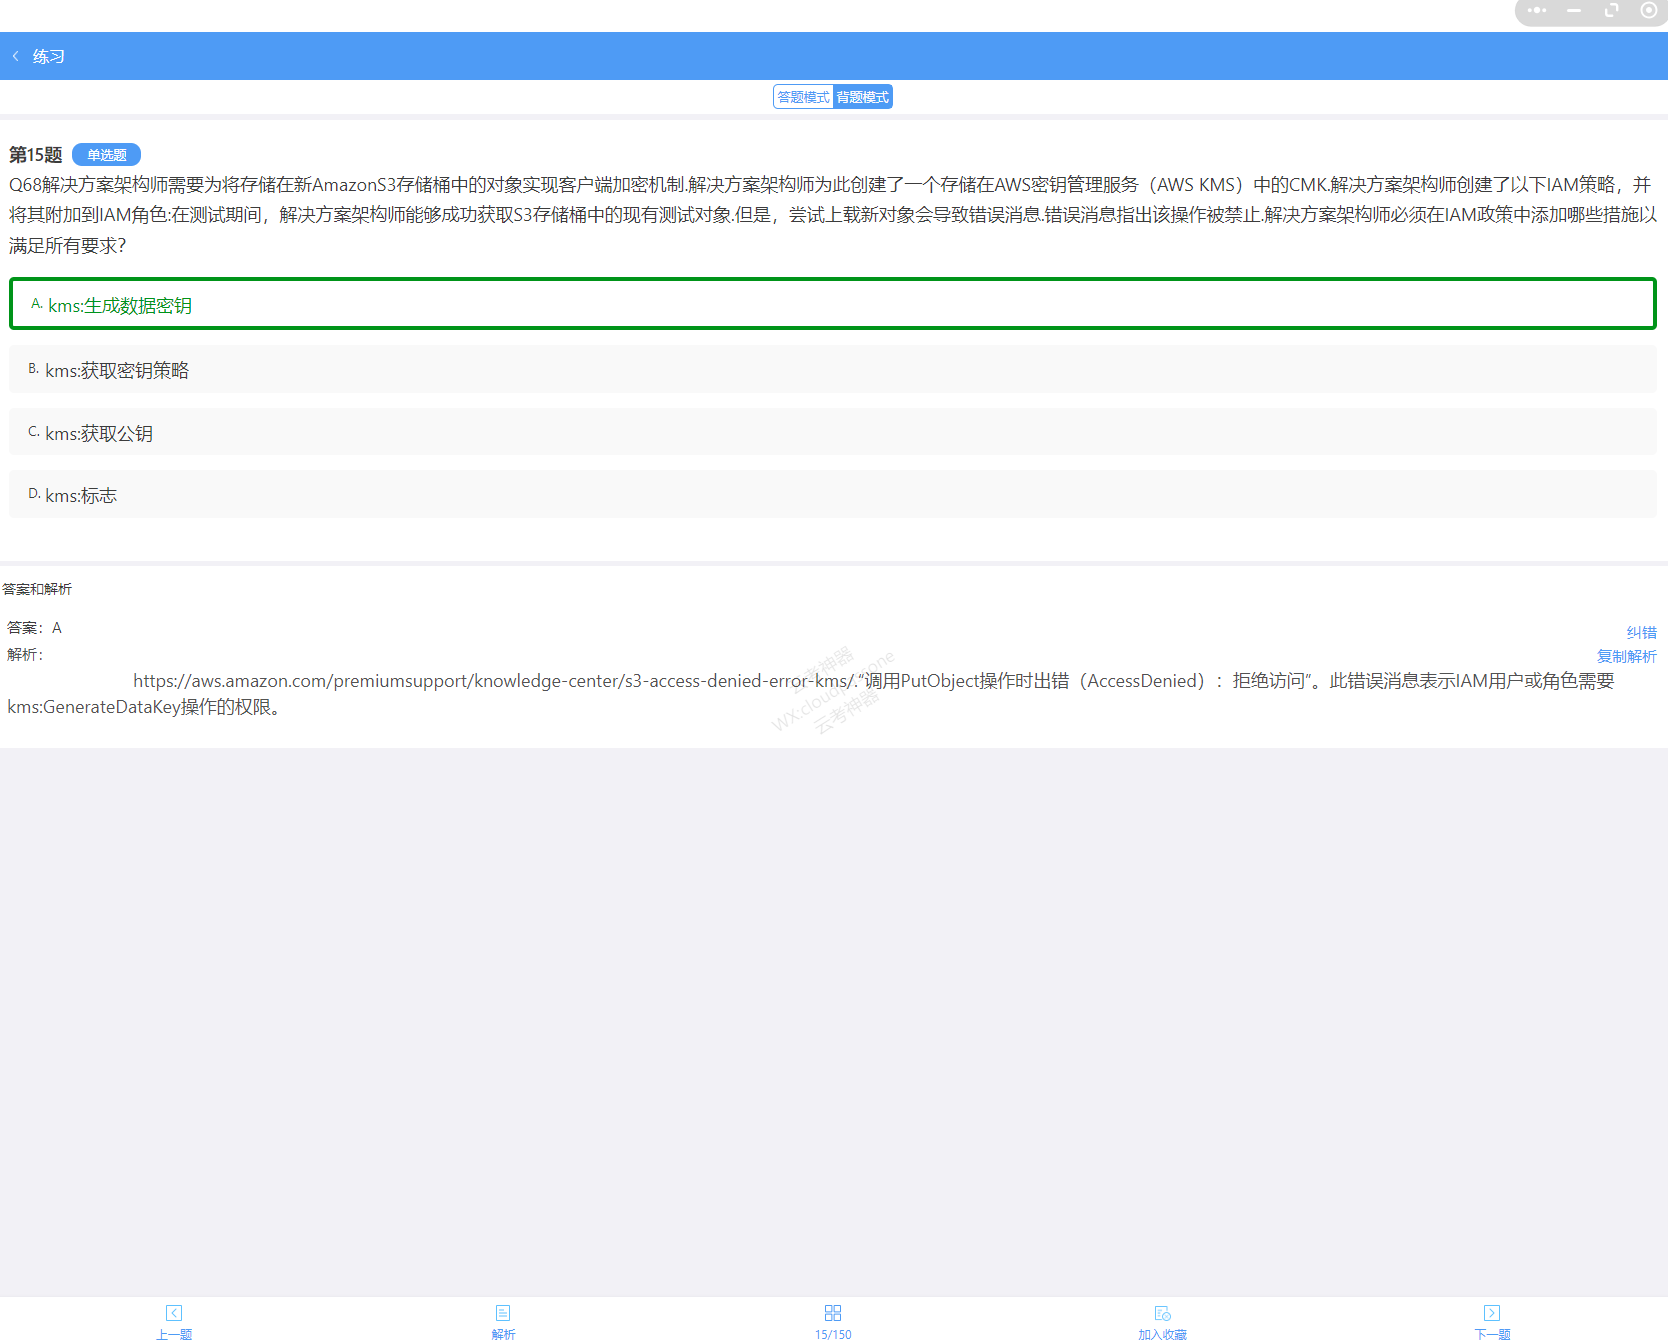 练习
答题模式 背题模式
第15题 单选题
Q68解决方案架构师需要为将存储在新AmazonS3存储桶中的对象实现客户端加密机制.解决方案架构师为此创建了一个存储在AWS密钥管理服务（AWS KMS）中的CMK.解决方案架构师创建了以下IAM策略，并
将其附加到IAM角色:在测试期间，解决方案架构师能够成功获取S3存储桶中的现有测试对象.但是，尝试上载新对象会导致错误消息.错误消息指出该操作被禁止.解决方案架构师必须在IAM政策中添加哪些措施以
满足所有要求?
A. kms:生成数据密钥
B. kms:获取密钥策略
C. kms:获取公钥
D. kms:标志
答案和解析
答案：A
纠错
解析：
复制解析
https://aws.amazon.com/premiumsupport/knowledge-center/s3-access-denied-error-kms/.“调用PutObject操作时出错（AccessDenied）：拒绝访问”。此错误消息表示IAM用户或角色需要
kms:GenerateDataKey操作的权限。
云考神器
上一题 解析 15/150 加入收藏 下一题